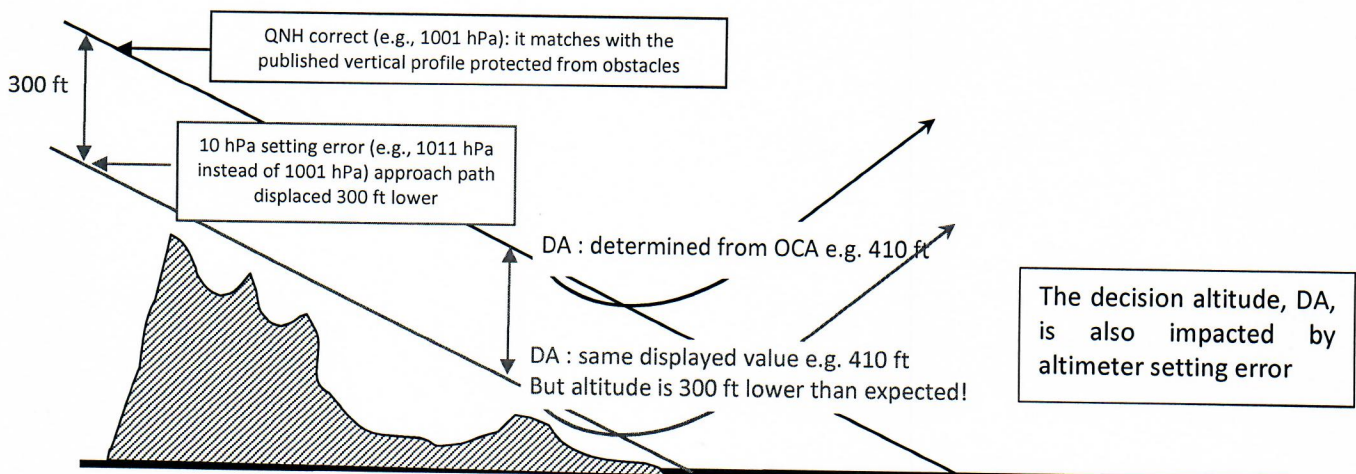 QNH correct (e.g., 1001 hPa): it matches with the
published vertical profile protected from obstacles
300 ft
10 hPa setting error (e.g., 1011 hPa
instead of 1001 hPa) approach path
displaced 300 ft lower
DA : determined from OCA e.g. 410 ft
DA : same displayed value e.g. 410 ft
But altitude is 300 ft lower than expected!
The decision altitude, DA,
is also impacted by
altimeter setting error